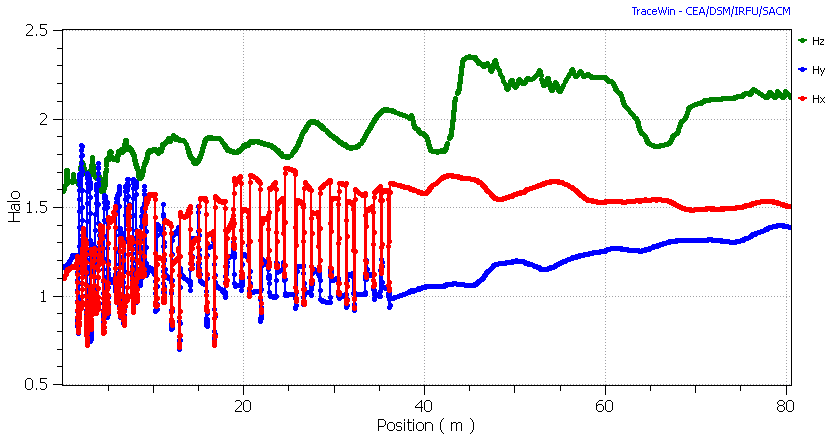 TraceWin - CEA/DSM/IRFU/SACM
2.5
Hz
Hy
2
Hx
Halo
1.5
1
0.5
20
40
60
80
Position ( m )